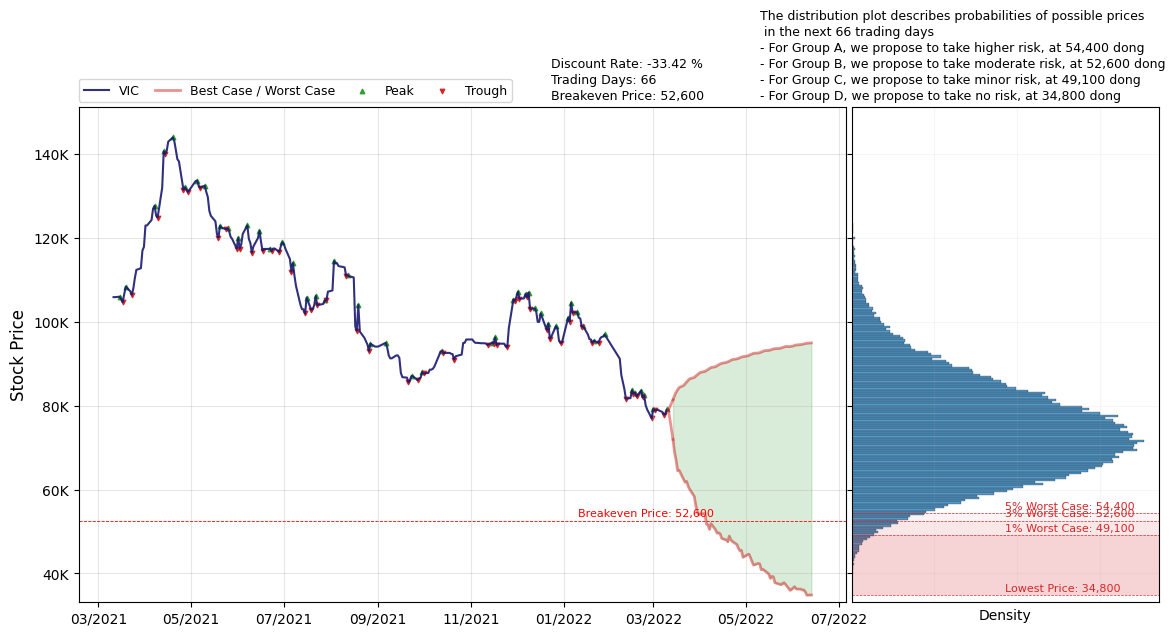 The distribution plot describes probabilities of possible prices
in the next 66 trading days
- For Group A, we propose to take higher risk, at 54,400 dong
- For Group B, we propose to take moderate risk, at 52,600 dong
- For Group C, we propose to take minor risk, at 49,100 dong
- For Group D, we propose to take no risk, at 34,800 dong
Discount Rate: -33.42 %
Trading Days: 66
Breakeven Price: 52,600
VIC
Best Case / Worst Case
Peak
Trough
Stock Price
140K
120K
100K
80K
60K
40K
Breakeven Price: 52,600
03/2021
05/2021
07/2021
09/2021
11/2021
01/2022
03/2022
05/2022
07/2022
5% Worst Case: 54,400
3% Worst Case: 52,600
1% Worst Case: 49,100
Lowest Price: 34,800
Density